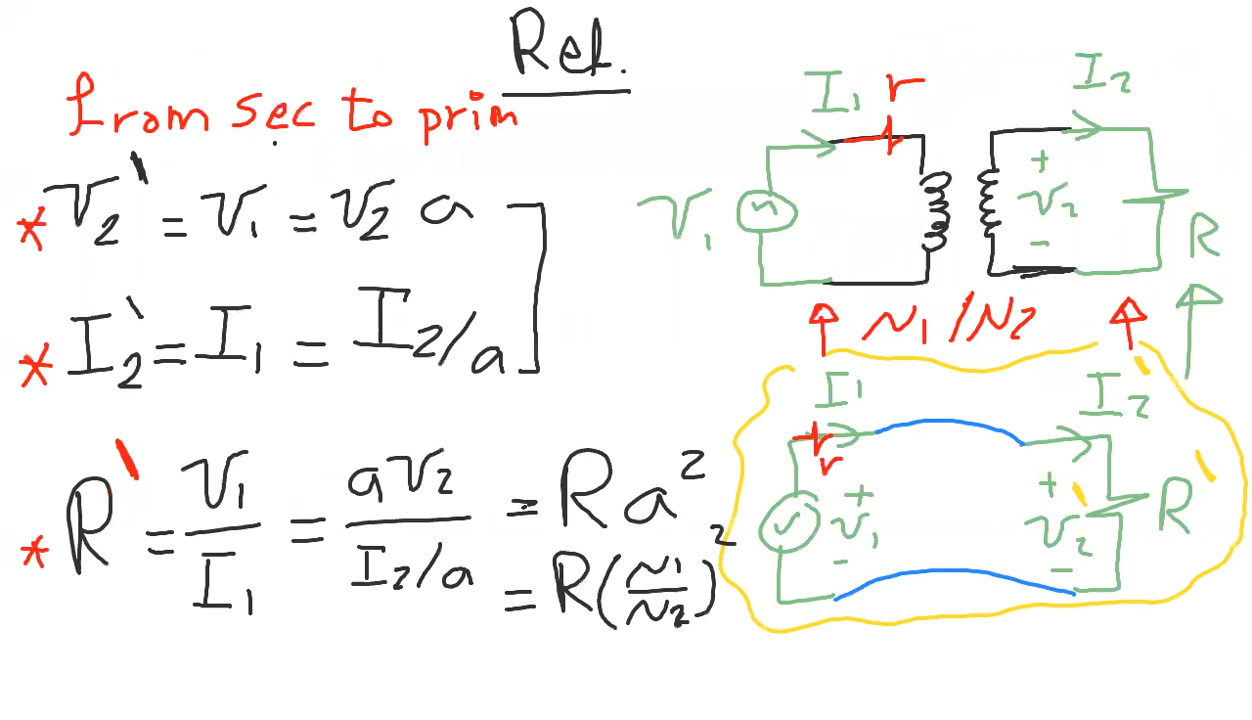 Ref.
from sec to prim
* V₂' = V₁ = V₂ a
* I₂' = I₁ = I₂/a
* R' = V₁/I₁ = aV₂/(I₂/a) = Ra²
= R(N₁/N₂)²
I₁ r I₂
V₁ + V₂ - R
N₁/N₂
I₁ I₂'
r
+ V₁ - + V₂' - R'